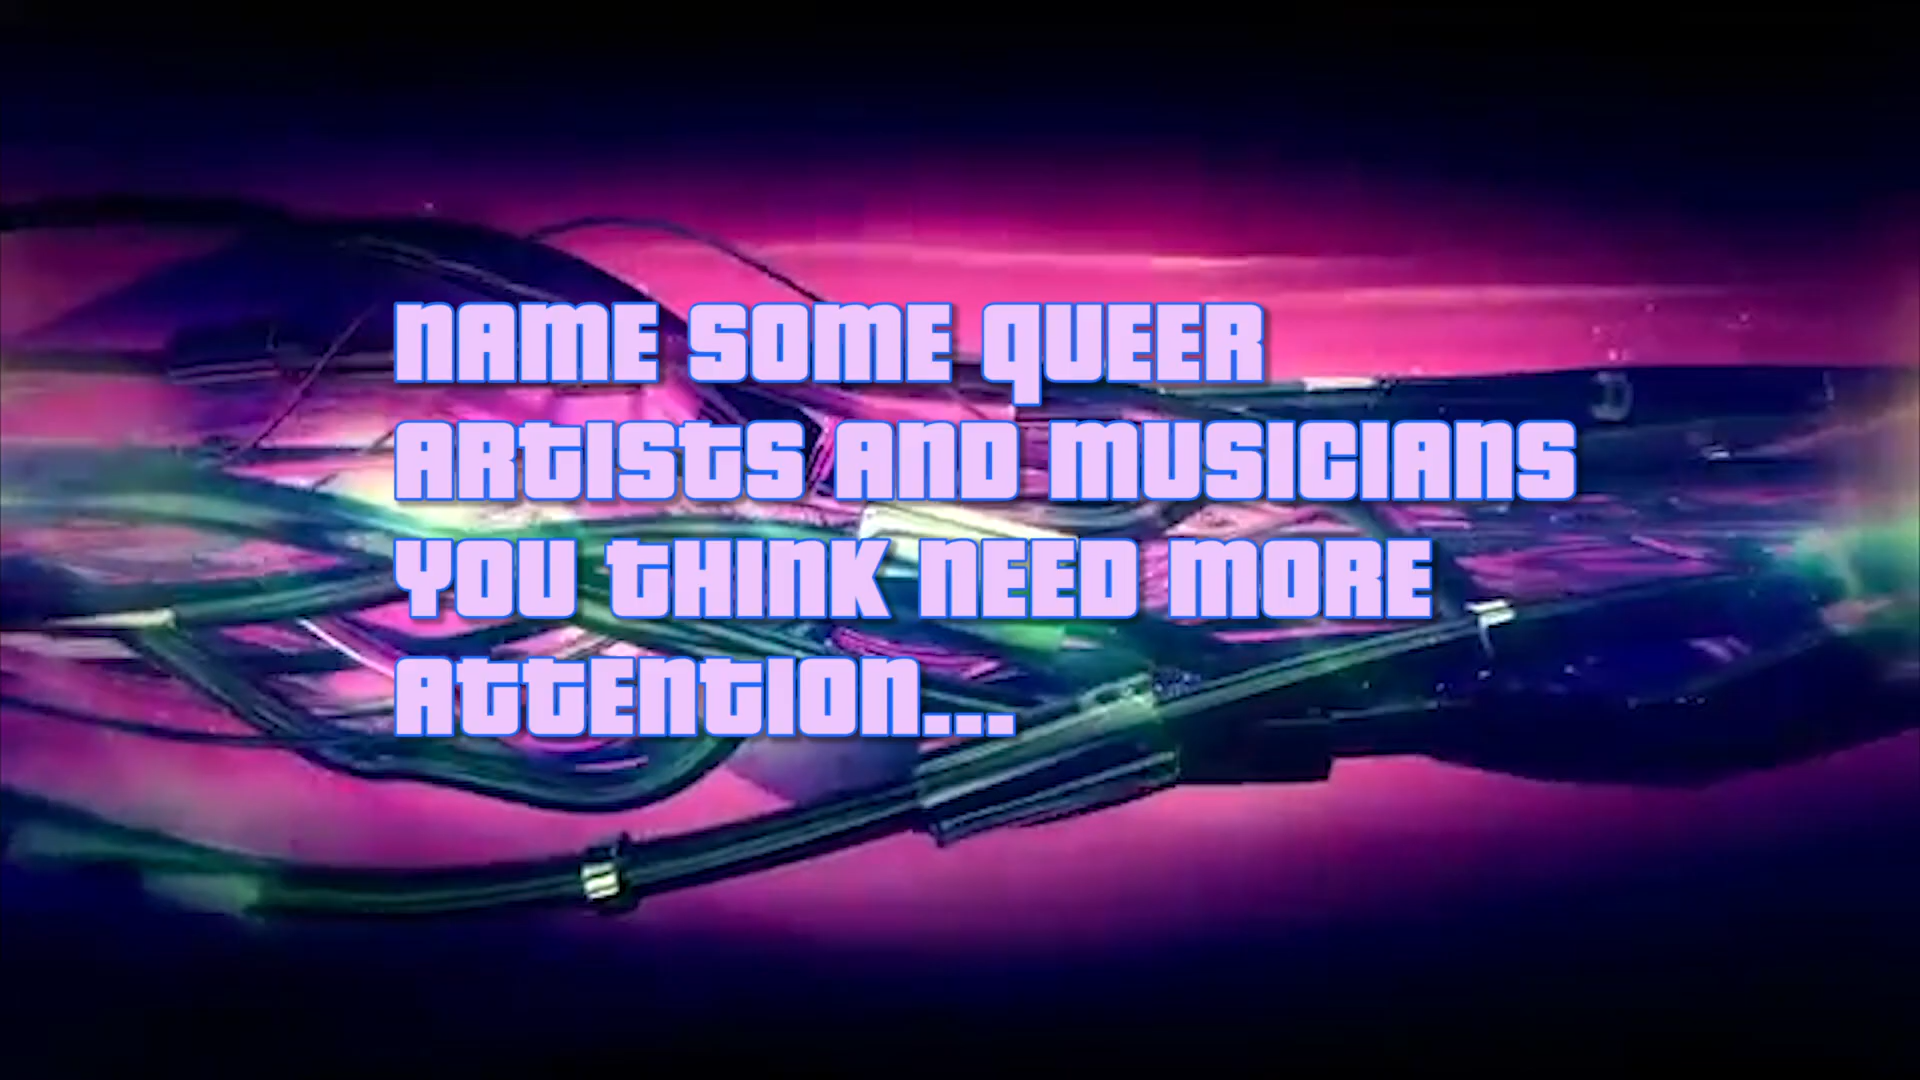 NAME SOME QUEER
ARTISTS AND MUSICIANS
YOU THINK NEED MORE
ATTENTION...